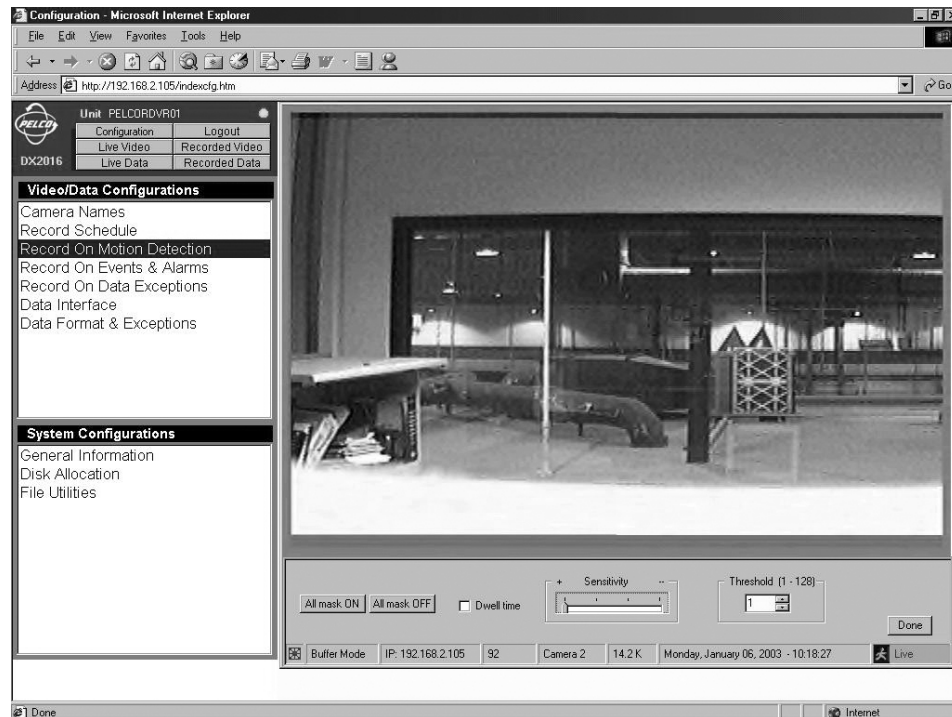 Configuration - Microsoft Internet Explorer
File Edit View Favorites Tools Help
Address http://192.168.2.105/indexcfg.htm Go
PELCO
DX2016
Unit PELCORDVR01
Configuration Logout
Live Video Recorded Video
Live Data Recorded Data
Video/Data Configurations
Camera Names
Record Schedule
Record On Motion Detection
Record On Events & Alarms
Record On Data Exceptions
Data Interface
Data Format & Exceptions
System Configurations
General Information
Disk Allocation
File Utilities
+ Sensitivity --
Threshold (1 - 128)
All mask ON All mask OFF Dwell time 1
Done
Buffer Mode IP: 192.168.2.105 92 Camera 2 14.2 K Monday, January 06, 2003 - 10:18:27 Live
Done Internet